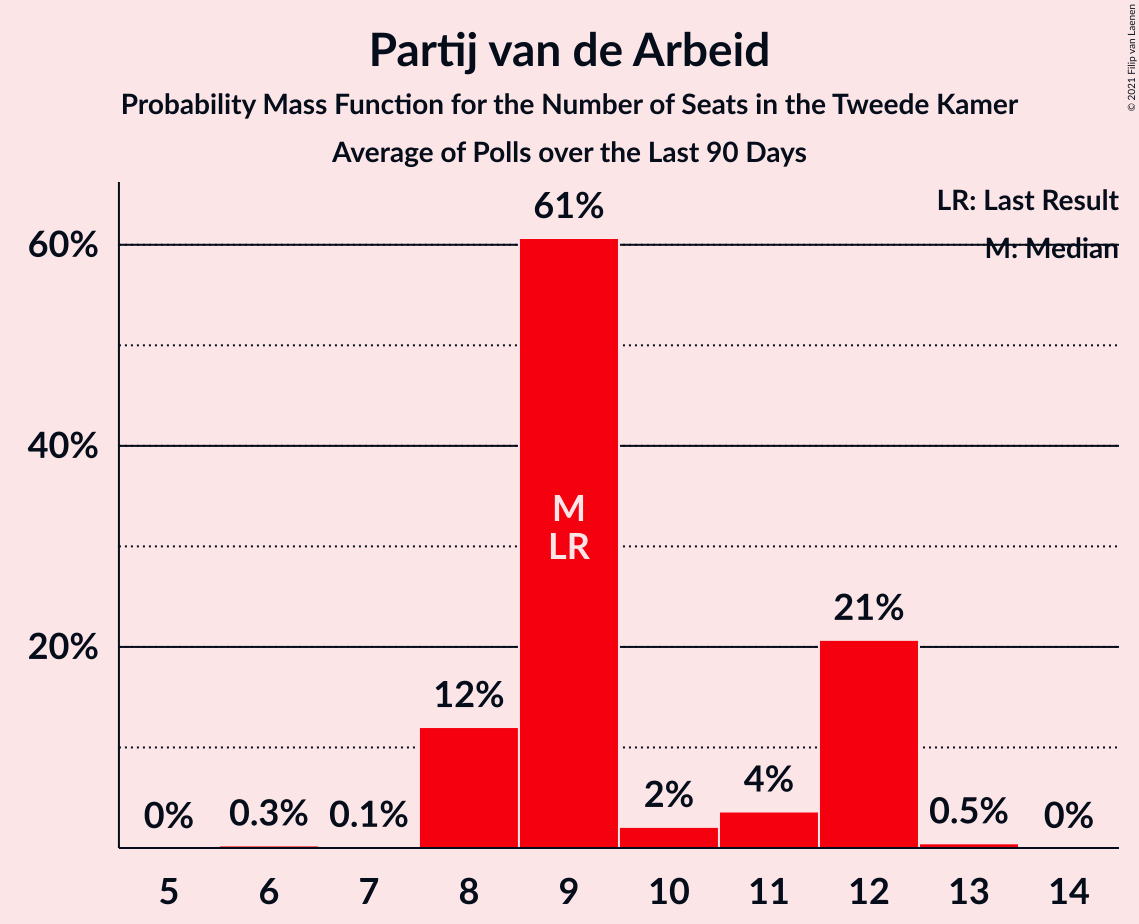 Partij van de Arbeid
Probability Mass Function for the Number of Seats in the Tweede Kamer
Average of Polls over the Last 90 Days
© 2021 Filip van Laenen
LR: Last Result
M: Median
60%
40%
20%
0%
0.3%
0.1%
12%
61%
M
LR
2%
4%
21%
0.5%
0%
5 6 7 8 9 10 11 12 13 14